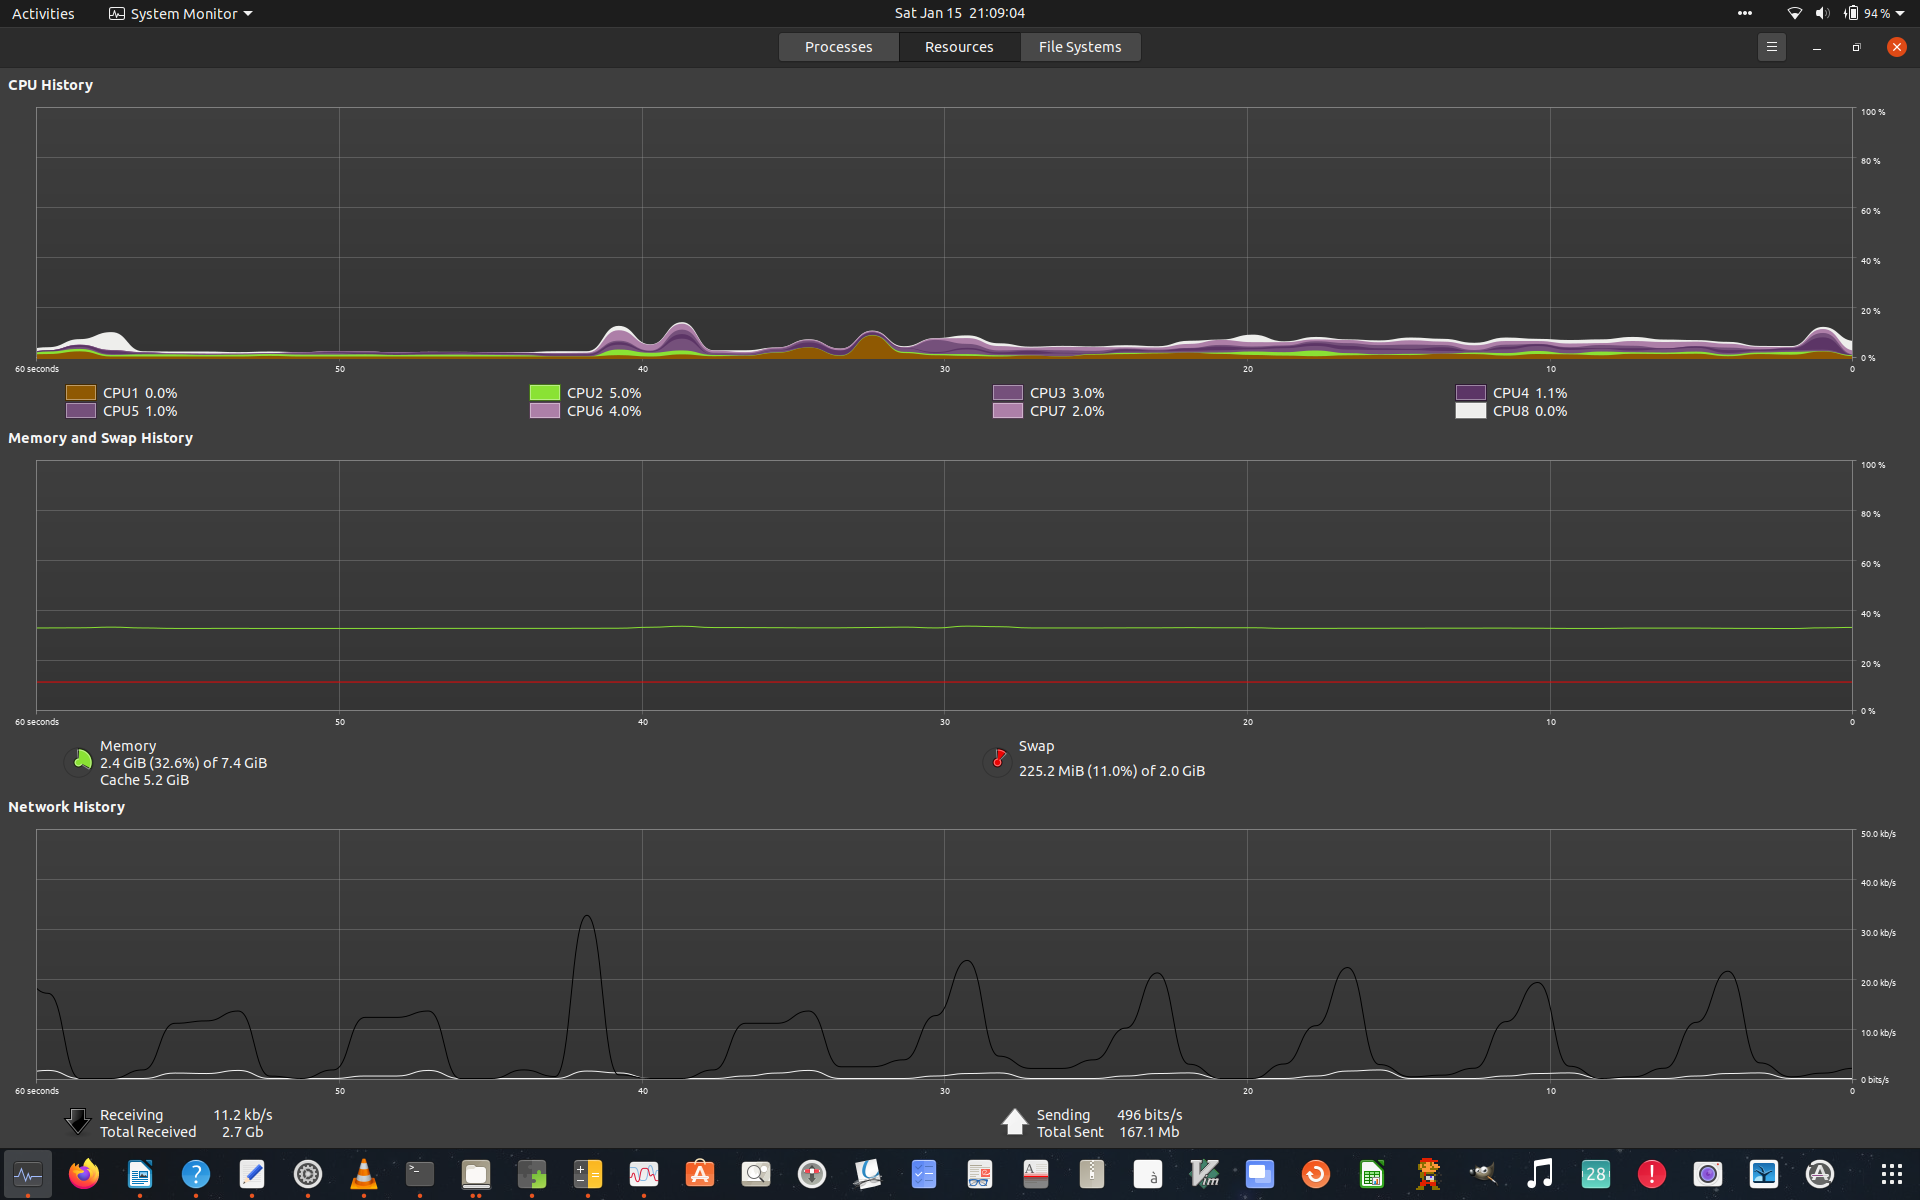 Activities
System Monitor
Sat Jan 15 21:09:04
94 %
Processes
Resources
File Systems
CPU History
100 %
80 %
60 %
40 %
20 %
0 %
60 seconds
50
40
30
20
10
0
CPU1 0.0%
CPU2 5.0%
CPU3 3.0%
CPU4 1.1%
CPU5 1.0%
CPU6 4.0%
CPU7 2.0%
CPU8 0.0%
Memory and Swap History
100 %
80 %
60 %
40 %
20 %
0 %
60 seconds
50
40
30
20
10
0
Memory
2.4 GiB (32.6%) of 7.4 GiB
Cache 5.2 GiB
Swap
225.2 MiB (11.0%) of 2.0 GiB
Network History
50.0 kb/s
40.0 kb/s
30.0 kb/s
20.0 kb/s
10.0 kb/s
0 bits/s
60 seconds
50
40
30
20
10
0
Receiving 11.2 kb/s
Total Received 2.7 Gb
Sending 496 bits/s
Total Sent 167.1 Mb
?
>_
A
à
Vim
28
!
A